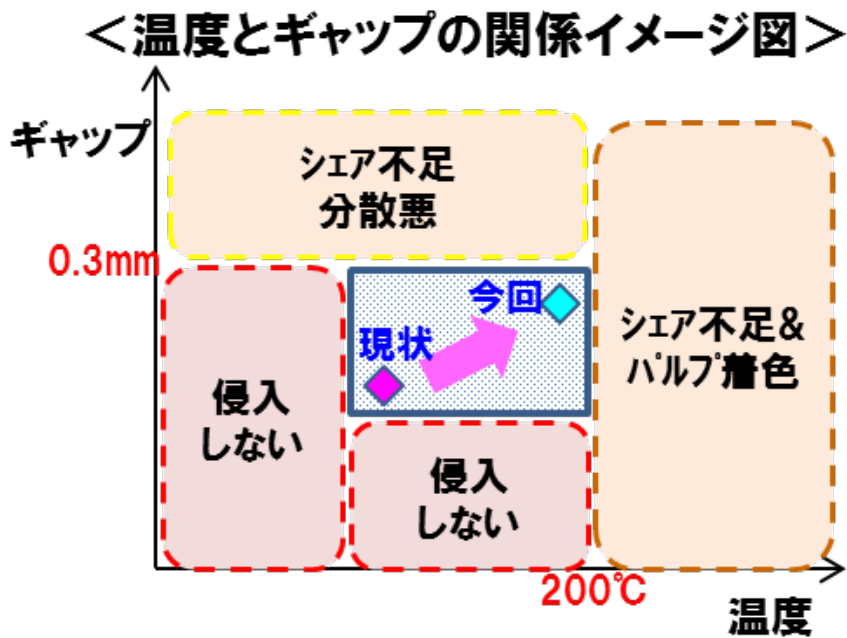 ＜温度とギャップの関係イメージ図＞
ギャップ
ｼｪｱ不足
分散悪
0.3mm
今回
現状
ｼｪｱ不足&
ﾊﾟﾙﾌﾟ着色
侵入
しない
侵入
しない
200℃
温度